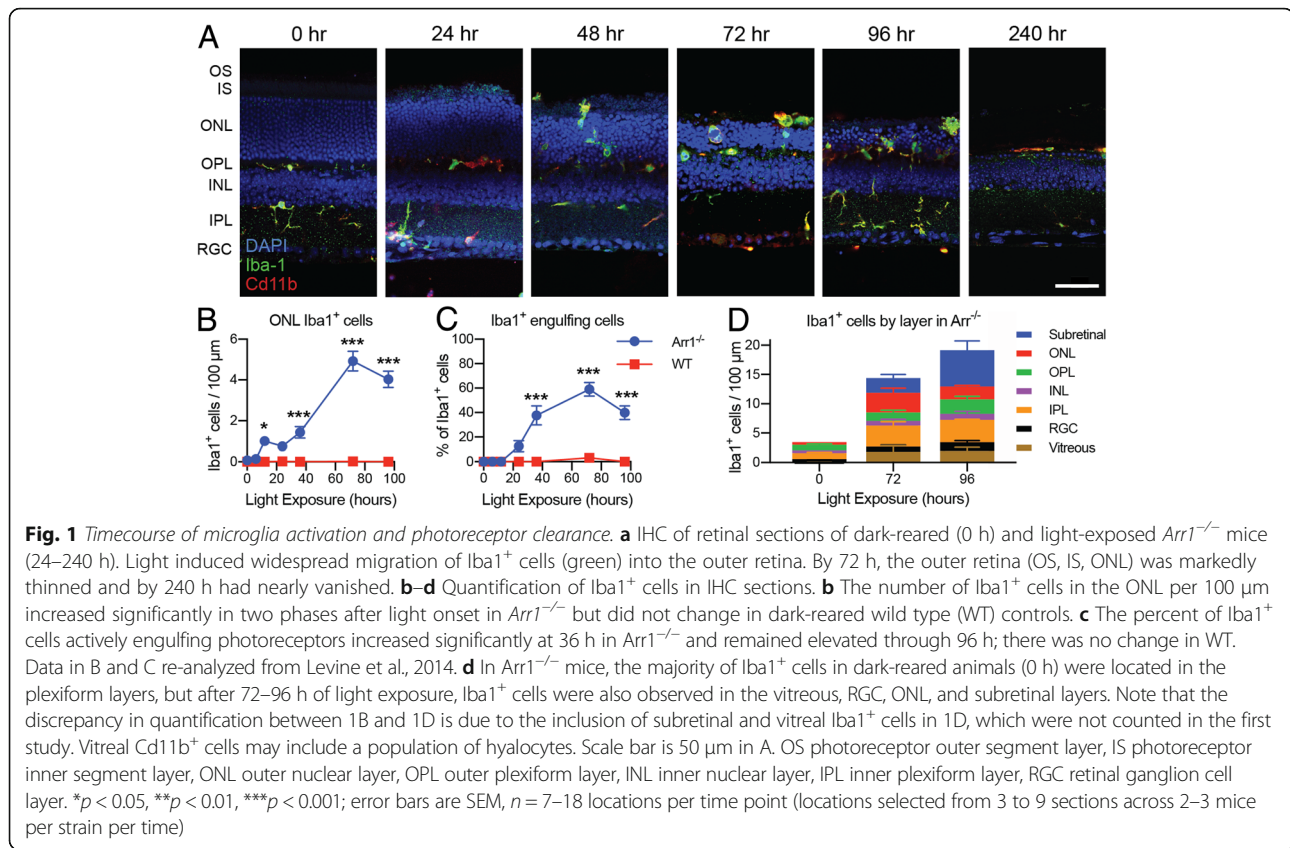 A
0 hr 24 hr 48 hr 72 hr 96 hr 240 hr
OS
IS
ONL
OPL
INL
IPL
RGC
DAPI
Iba-1
Cd11b
B
ONL Iba1⁺ cells
Iba1⁺ cells / 100 µm
6
4
2
0
* *** *** ***
0 20 40 60 80 100
Light Exposure (hours)
C
Iba1⁺ engulfing cells
% of Iba1⁺ cells
100
80
60
40
20
0
*** *** ***
0 20 40 60 80 100
Light Exposure (hours)
Arr1⁻/⁻
WT
D
Iba1⁺ cells by layer in Arr⁻/⁻
Iba1⁺ cells / 100 µm
20
15
10
5
0
0 72 96
Light Exposure (hours)
Subretinal
ONL
OPL
INL
IPL
RGC
Vitreous
Fig. 1 Timecourse of microglia activation and photoreceptor clearance. a IHC of retinal sections of dark-reared (0 h) and light-exposed Arr1⁻/⁻ mice
(24–240 h). Light induced widespread migration of Iba1⁺ cells (green) into the outer retina. By 72 h, the outer retina (OS, IS, ONL) was markedly
thinned and by 240 h had nearly vanished. b–d Quantification of Iba1⁺ cells in IHC sections. b The number of Iba1⁺ cells in the ONL per 100 µm
increased significantly in two phases after light onset in Arr1⁻/⁻ but did not change in dark-reared wild type (WT) controls. c The percent of Iba1⁺
cells actively engulfing photoreceptors increased significantly at 36 h in Arr1⁻/⁻ and remained elevated through 96 h; there was no change in WT.
Data in B and C re-analyzed from Levine et al., 2014. d In Arr1⁻/⁻ mice, the majority of Iba1⁺ cells in dark-reared animals (0 h) were located in the
plexiform layers, but after 72–96 h of light exposure, Iba1⁺ cells were also observed in the vitreous, RGC, ONL, and subretinal layers. Note that the
discrepancy in quantification between 1B and 1D is due to the inclusion of subretinal and vitreal Iba1⁺ cells in 1D, which were not counted in the first
study. Vitreal Cd11b⁺ cells may include a population of hyalocytes. Scale bar is 50 µm in A. OS photoreceptor outer segment layer, IS photoreceptor
inner segment layer, ONL outer nuclear layer, OPL outer plexiform layer, INL inner nuclear layer, IPL inner plexiform layer, RGC retinal ganglion cell
layer. *p < 0.05, **p < 0.01, ***p < 0.001; error bars are SEM, n = 7–18 locations per time point (locations selected from 3 to 9 sections across 2–3 mice
per strain per time)